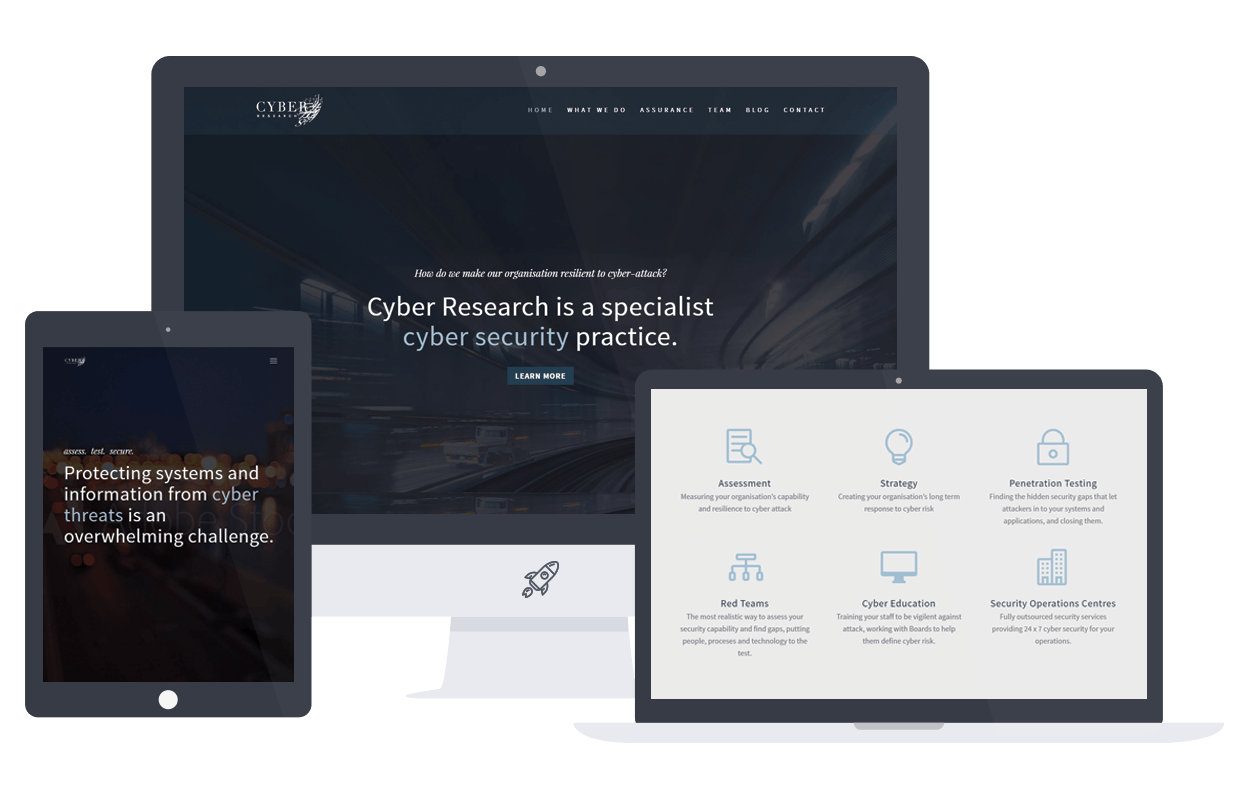 CYBER
RESEARCH
HOME WHAT WE DO ASSURANCE TEAM BLOG CONTACT
How do we make our organisation resilient to cyber-attack?
Cyber Research is a specialist
cyber security practice.
LEARN MORE
CYBER
assess. test. secure.
Protecting systems and
information from cyber
threats is an
overwhelming challenge.
Assessment
Measuring your organisation's capability
and resilience to cyber attack
Strategy
Creating your organisation's long term
response to cyber risk
Penetration Testing
Finding the hidden security gaps that let
attackers in to your systems and
applications, and closing them.
Red Teams
The most realistic way to assess your
security capability and find gaps, putting
people, proceses and technology to the
test.
Cyber Education
Training your staff to be vigilent against
attack, working with Boards to help
them define cyber risk.
Security Operations Centres
Fully outsourced security services
providing 24 x 7 cyber security for your
operations.